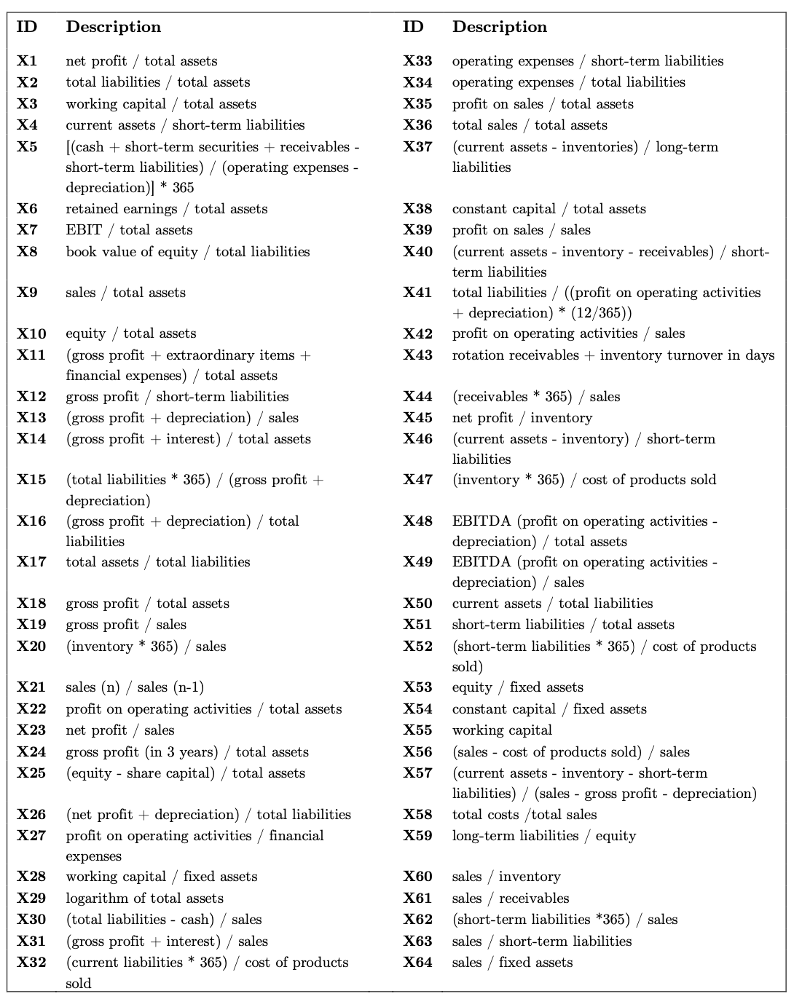 ID Description
X1 net profit / total assets
X2 total liabilities / total assets
X3 working capital / total assets
X4 current assets / short-term liabilities
X5 [(cash + short-term securities + receivables -
short-term liabilities) / (operating expenses -
depreciation)] * 365
X6 retained earnings / total assets
X7 EBIT / total assets
X8 book value of equity / total liabilities
X9 sales / total assets
X10 equity / total assets
X11 (gross profit + extraordinary items +
financial expenses) / total assets
X12 gross profit / short-term liabilities
X13 (gross profit + depreciation) / sales
X14 (gross profit + interest) / total assets
X15 (total liabilities * 365) / (gross profit +
depreciation)
X16 (gross profit + depreciation) / total
liabilities
X17 total assets / total liabilities
X18 gross profit / total assets
X19 gross profit / sales
X20 (inventory * 365) / sales
X21 sales (n) / sales (n-1)
X22 profit on operating activities / total assets
X23 net profit / sales
X24 gross profit (in 3 years) / total assets
X25 (equity - share capital) / total assets
X26 (net profit + depreciation) / total liabilities
X27 profit on operating activities / financial
expenses
X28 working capital / fixed assets
X29 logarithm of total assets
X30 (total liabilities - cash) / sales
X31 (gross profit + interest) / sales
X32 (current liabilities * 365) / cost of products
sold
ID Description
X33 operating expenses / short-term liabilities
X34 operating expenses / total liabilities
X35 profit on sales / total assets
X36 total sales / total assets
X37 (current assets - inventories) / long-term
liabilities
X38 constant capital / total assets
X39 profit on sales / sales
X40 (current assets - inventory - receivables) / short-
term liabilities
X41 total liabilities / ((profit on operating activities
+ depreciation) * (12/365))
X42 profit on operating activities / sales
X43 rotation receivables + inventory turnover in days
X44 (receivables * 365) / sales
X45 net profit / inventory
X46 (current assets - inventory) / short-term
liabilities
X47 (inventory * 365) / cost of products sold
X48 EBITDA (profit on operating activities -
depreciation) / total assets
X49 EBITDA (profit on operating activities -
depreciation) / sales
X50 current assets / total liabilities
X51 short-term liabilities / total assets
X52 (short-term liabilities * 365) / cost of products
sold)
X53 equity / fixed assets
X54 constant capital / fixed assets
X55 working capital
X56 (sales - cost of products sold) / sales
X57 (current assets - inventory - short-term
liabilities) / (sales - gross profit - depreciation)
X58 total costs /total sales
X59 long-term liabilities / equity
X60 sales / inventory
X61 sales / receivables
X62 (short-term liabilities *365) / sales
X63 sales / short-term liabilities
X64 sales / fixed assets